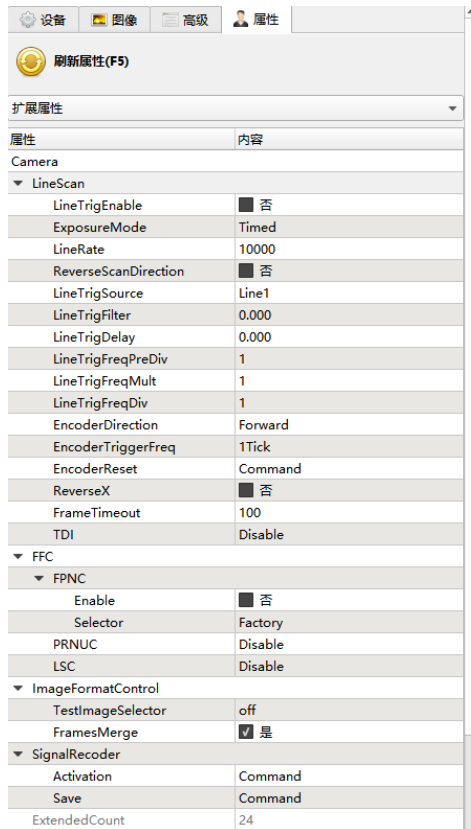 设备 图像 高级 属性
刷新属性(F5)
扩展属性
属性 内容
Camera
LineScan
LineTrigEnable 否
ExposureMode Timed
LineRate 10000
ReverseScanDirection 否
LineTrigSource Line1
LineTrigFilter 0.000
LineTrigDelay 0.000
LineTrigFreqPreDiv 1
LineTrigFreqMult 1
LineTrigFreqDiv 1
EncoderDirection Forward
EncoderTriggerFreq 1Tick
EncoderReset Command
ReverseX 否
FrameTimeout 100
TDI Disable
FFC
FPNC
Enable 否
Selector Factory
PRNUC Disable
LSC Disable
ImageFormatControl
TestImageSelector off
FramesMerge 是
SignalRecoder
Activation Command
Save Command
ExtendedCount 24